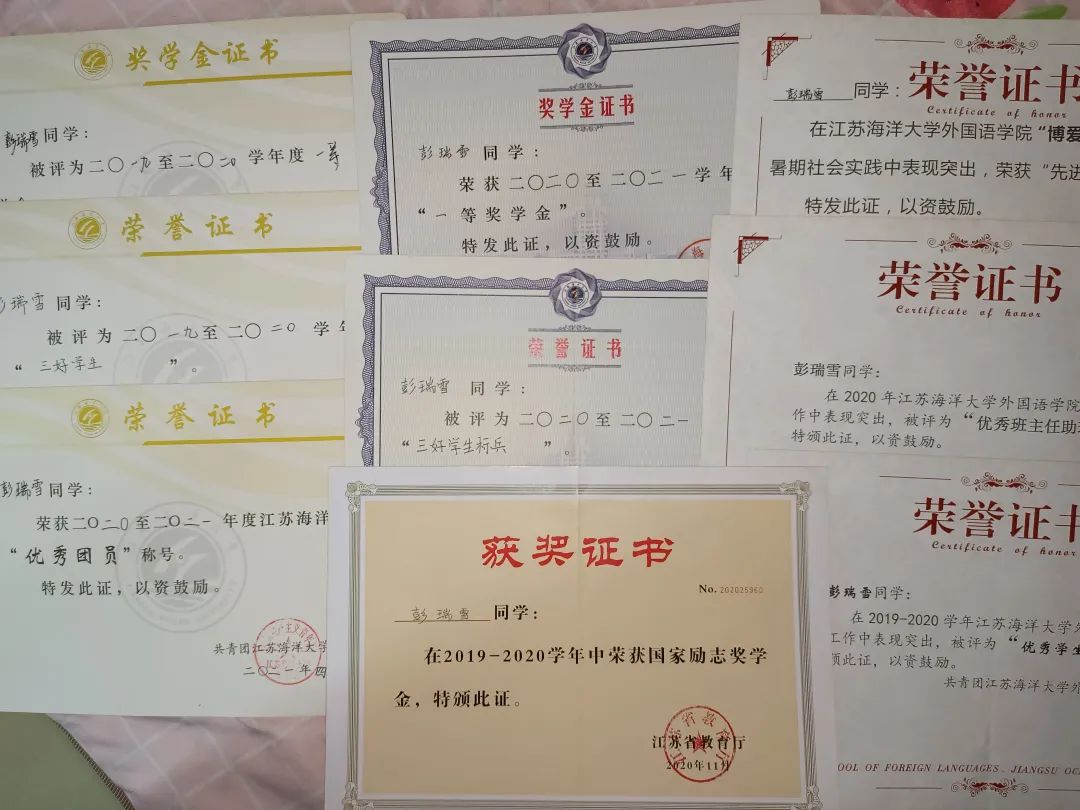 奖学金证书
彭瑞雪同学：
被评为二〇一九至二〇二〇学年度一等
荣誉证书
彭瑞雪同学：
被评为二〇一九至二〇二〇学年
“三好学生”。
荣誉证书
彭瑞雪同学：
荣获二〇二〇至二〇二一年度江苏海洋
“优秀团员”称号。
特发此证，以资鼓励。
共青团江苏海洋大学
二〇二一年四
奖学金证书
彭瑞雪同学：
荣获二〇二〇至二〇二一学年
“一等奖学金”。
特发此证，以资鼓励。
荣誉证书
彭瑞雪同学：
被评为二〇二〇至二〇二一
“三好学生标兵”。
获奖证书
No. 202025960
彭瑞雪同学：
在2019-2020学年中荣获国家励志奖学
金，特颁此证。
江苏省教育厅
2020年11月
荣誉证书
Certificate of honor
彭瑞雪同学：
在江苏海洋大学外国语学院“博爱
暑期社会实践中表现突出，荣获“先进
特发此证，以资鼓励。
荣誉证书
Certificate of honor
彭瑞雪同学：
在2020年江苏海洋大学外国语学院
作中表现突出，被评为“优秀班主任助
特颁此证，以资鼓励。
荣誉证书
Certificate of honor
彭瑞雪同学：
在2019-2020学年江苏海洋大学外
工作中表现突出，被评为“优秀学生
颁此证，以资鼓励。
共青团江苏海洋大学外
OOL OF FOREIGN LANGUAGES, JIANGSU OC